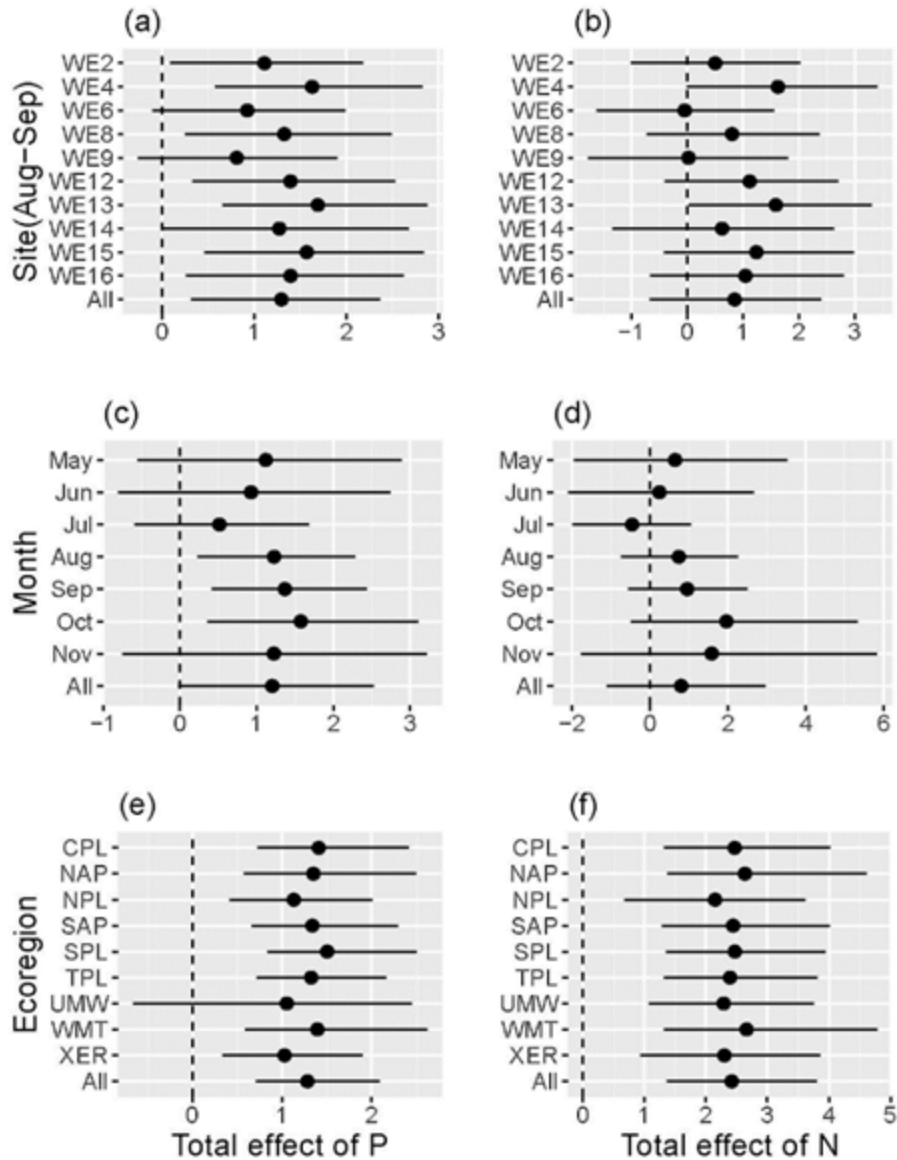 (a)
Site(Aug-Sep)
WE2
WE4
WE6
WE8
WE9
WE12
WE13
WE14
WE15
WE16
All
0 1 2 3
(b)
WE2
WE4
WE6
WE8
WE9
WE12
WE13
WE14
WE15
WE16
All
−1 0 1 2 3
(c)
Month
May
Jun
Jul
Aug
Sep
Oct
Nov
All
−1 0 1 2 3
(d)
May
Jun
Jul
Aug
Sep
Oct
Nov
All
−2 0 2 4 6
(e)
Ecoregion
CPL
NAP
NPL
SAP
SPL
TPL
UMW
WMT
XER
All
0 1 2
Total effect of P
(f)
CPL
NAP
NPL
SAP
SPL
TPL
UMW
WMT
XER
All
0 1 2 3 4 5
Total effect of N